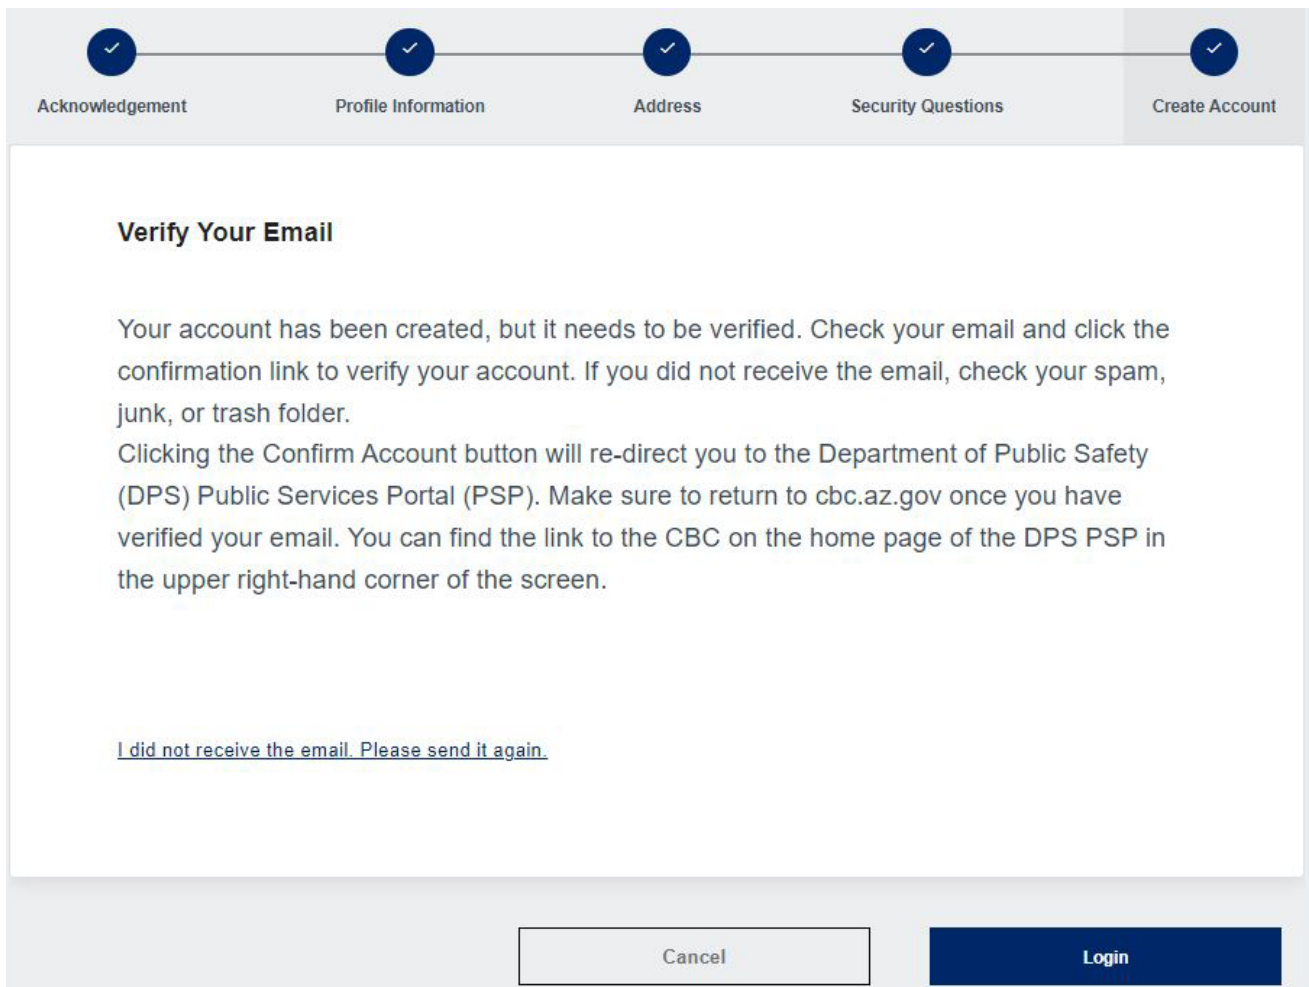 Acknowledgement Profile Information Address Security Questions Create Account
Verify Your Email
Your account has been created, but it needs to be verified. Check your email and click the
confirmation link to verify your account. If you did not receive the email, check your spam,
junk, or trash folder.
Clicking the Confirm Account button will re-direct you to the Department of Public Safety
(DPS) Public Services Portal (PSP). Make sure to return to cbc.az.gov once you have
verified your email. You can find the link to the CBC on the home page of the DPS PSP in
the upper right-hand corner of the screen.
I did not receive the email. Please send it again.
Cancel Login